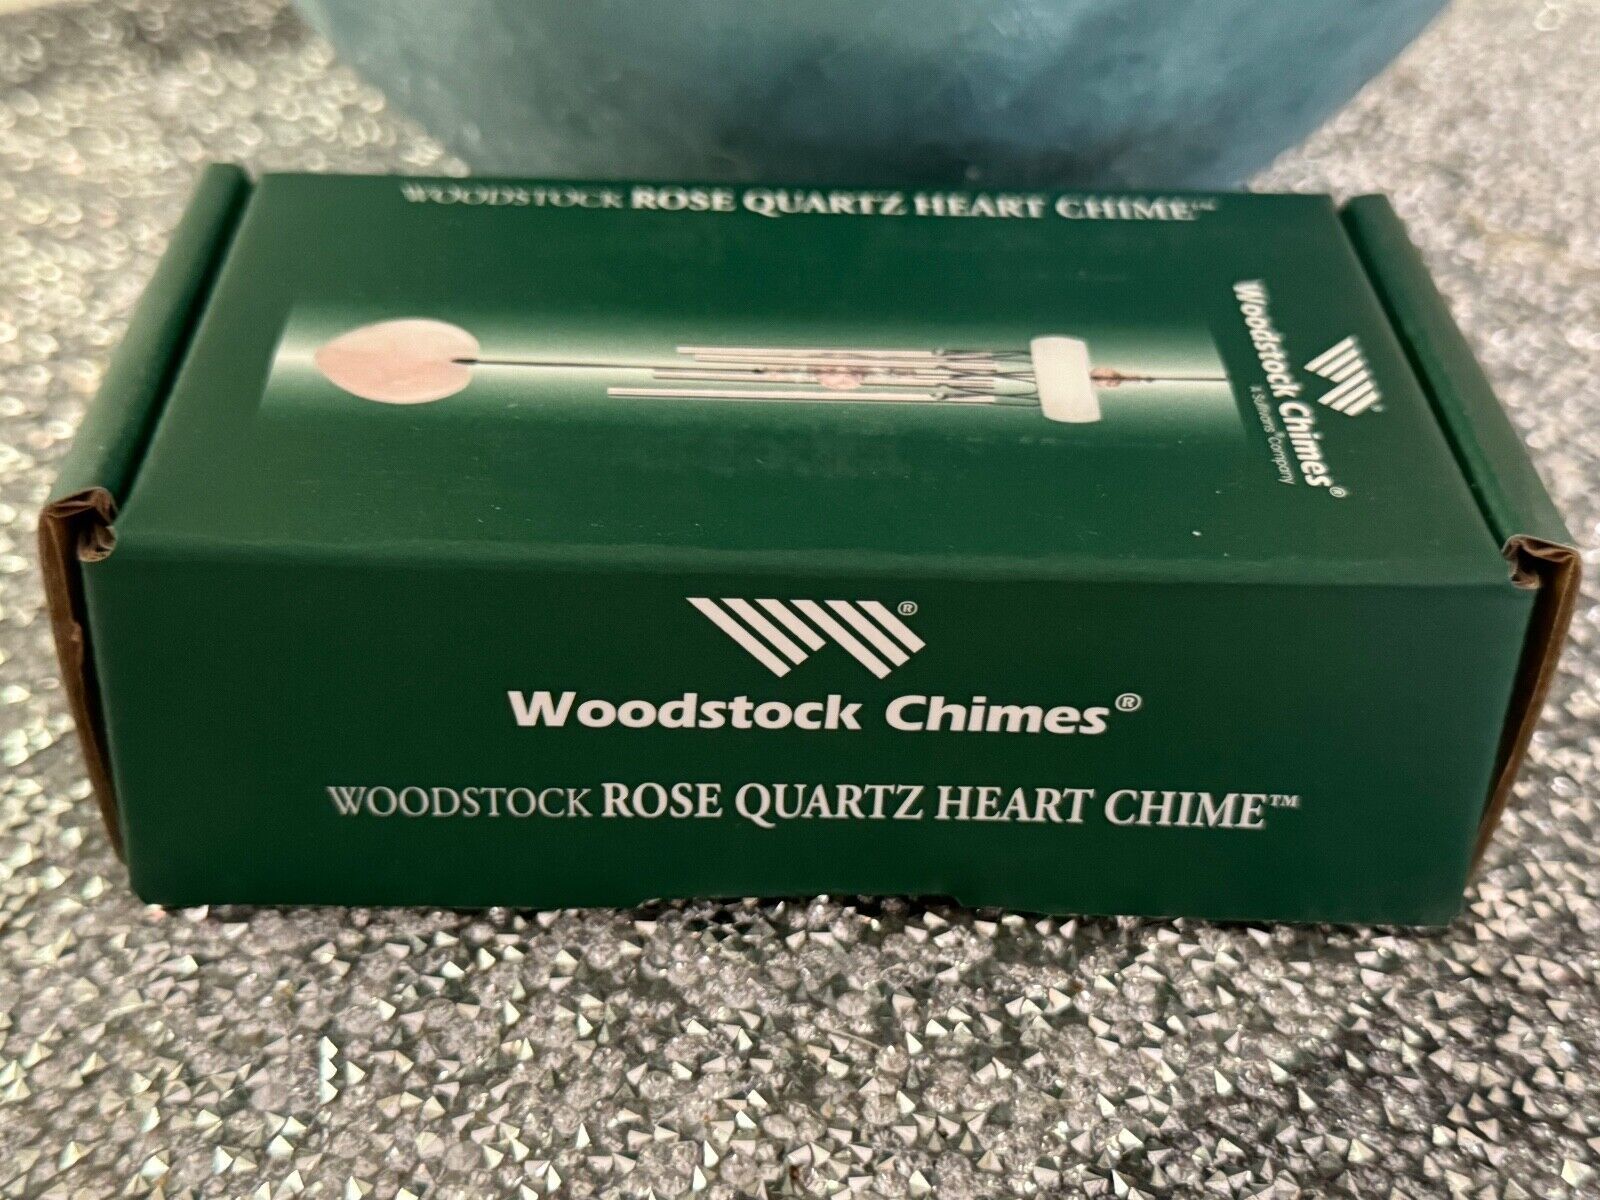 WOODSTOCK ROSE QUARTZ HEART CHIME™
Woodstock Chimes®
a Sullivans® Company
®
Woodstock Chimes®
WOODSTOCK ROSE QUARTZ HEART CHIME™